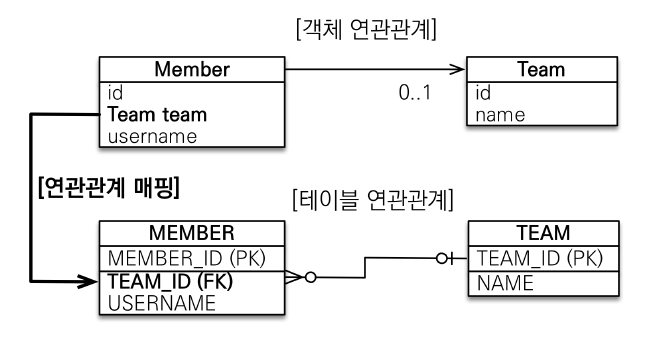 [객체 연관관계]
Member
id
Team team
username
0..1
Team
id
name
[연관관계 매핑]
[테이블 연관관계]
MEMBER
MEMBER_ID (PK)
TEAM_ID (FK)
USERNAME
TEAM
TEAM_ID (PK)
NAME